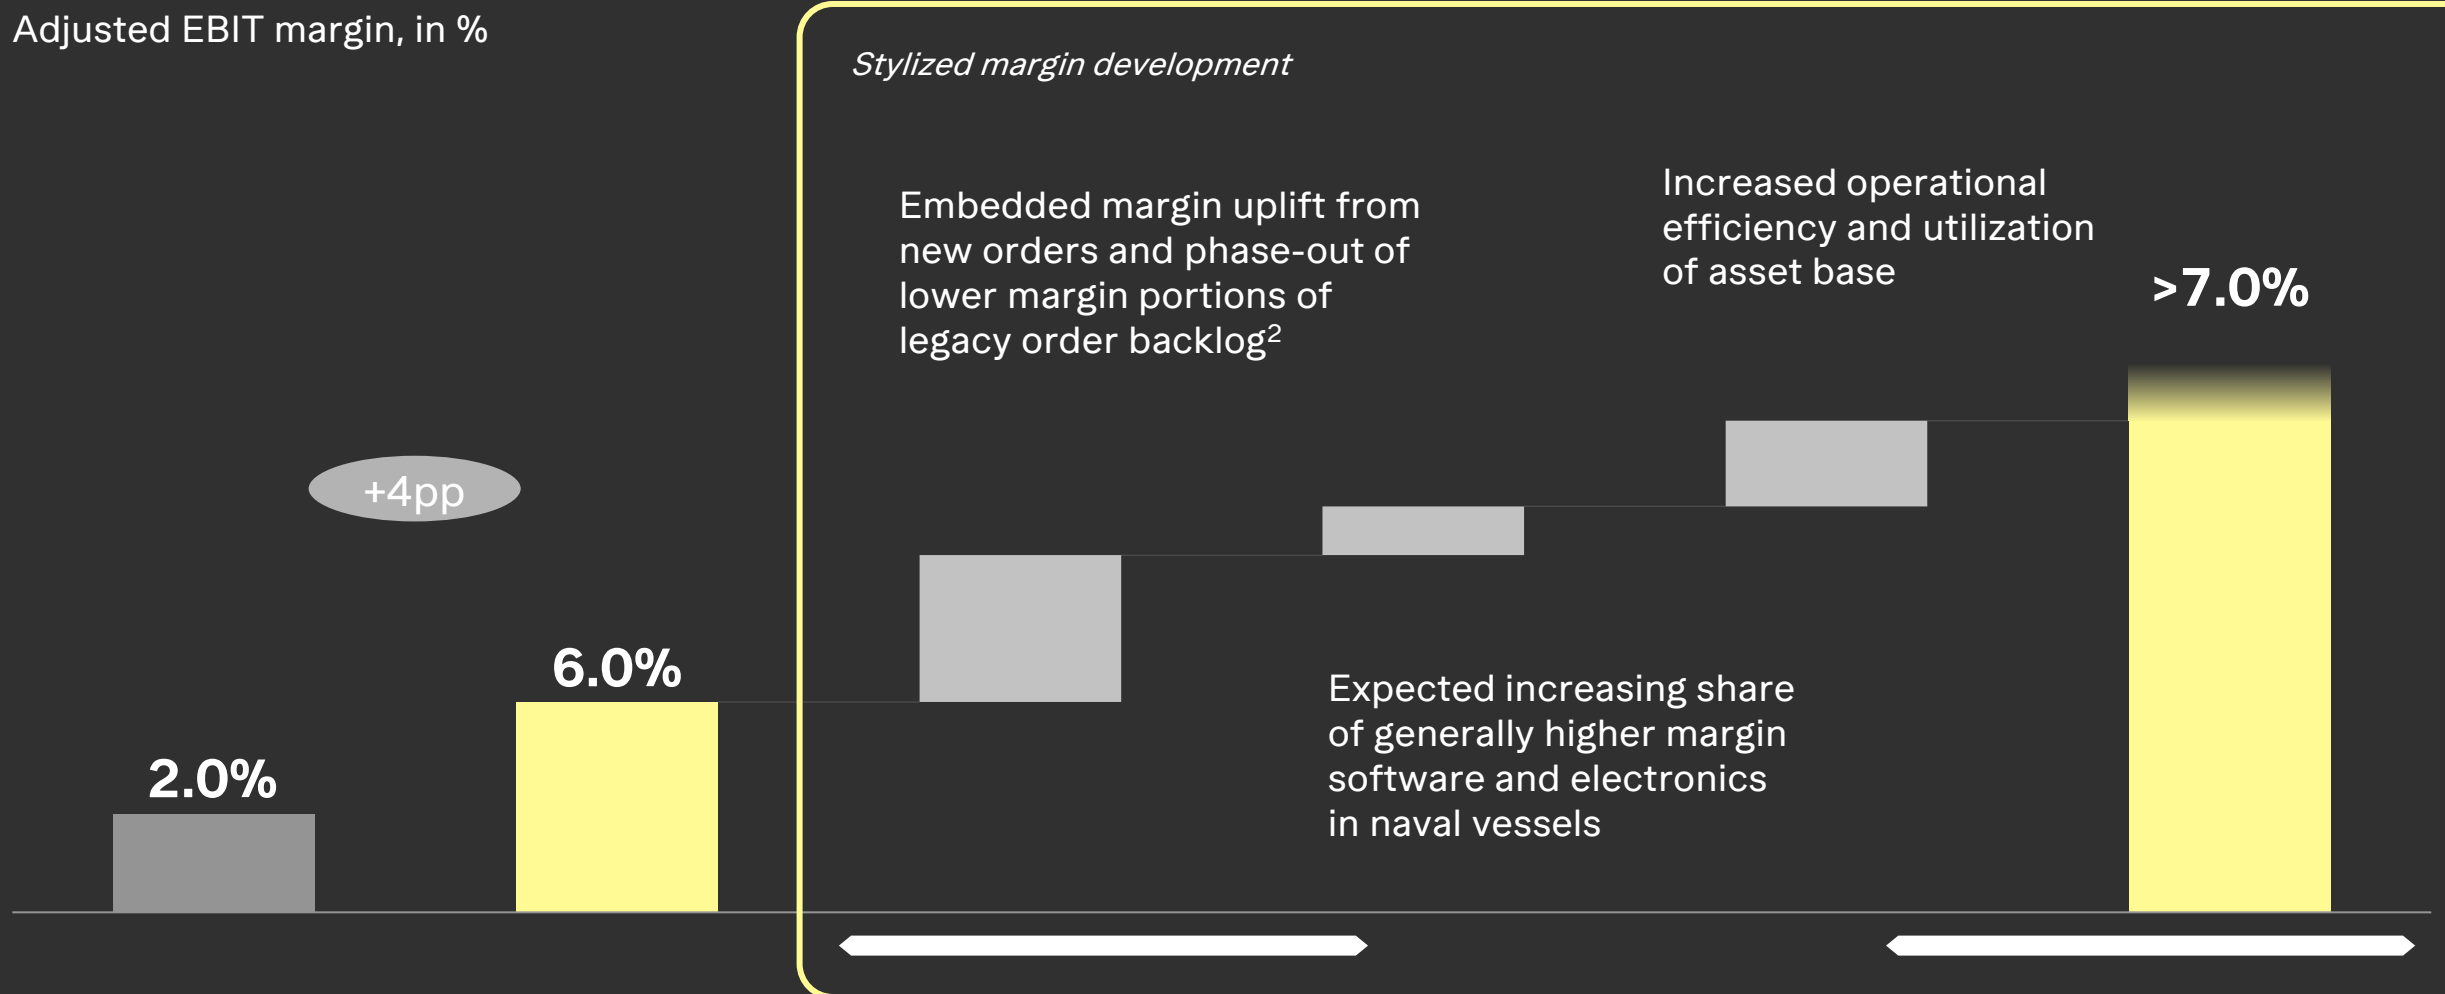 Adjusted EBIT margin, in %
Stylized margin development
Embedded margin uplift from
new orders and phase-out of
lower margin portions of
legacy order backlog²
Increased operational
efficiency and utilization
of asset base
>7.0%
+4pp
6.0%
2.0%
Expected increasing share
of generally higher margin
software and electronics
in naval vessels